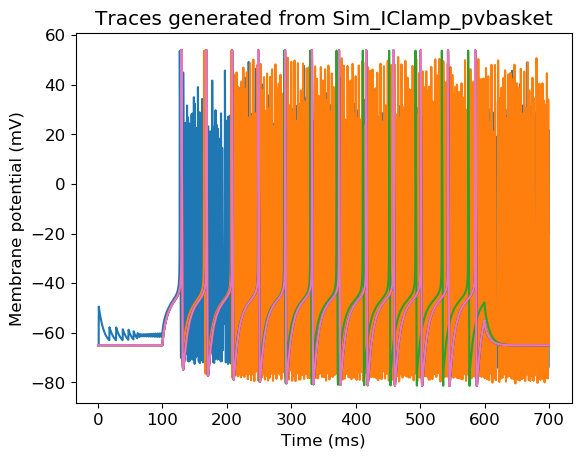 Traces generated from Sim_IClamp_pvbasket
60
40
20
0
−20
−40
−60
−80
Membrane potential (mV)
0 100 200 300 400 500 600 700
Time (ms)